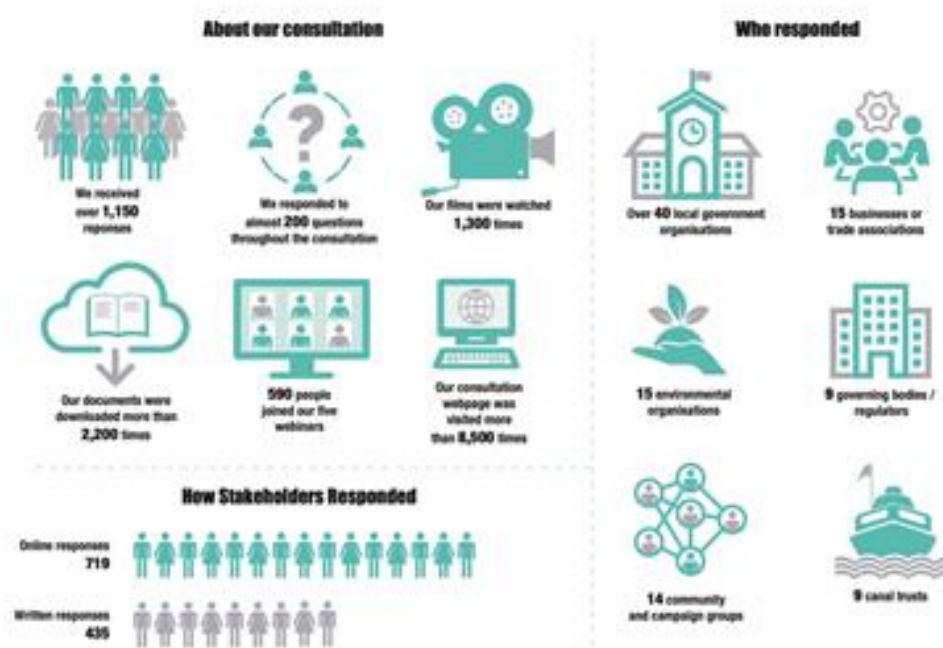 About our consultation
We received
over 1,150
reponses
We responded to
almost 200 questions
throughout the consultation
Our films were watched
1,300 times
Our documents were
downloaded more than
2,200 times
590 people
joined our five
webinars
Our consultation
webpage was
visited more
than 8,500 times
How Stakeholders Responded
Online responses
719
Written responses
435
Who responded
Over 40 local government
organisations
15 businesses or
trade associations
15 environmental
organisations
9 governing bodies /
regulators
14 community
and campaign groups
9 canal trusts